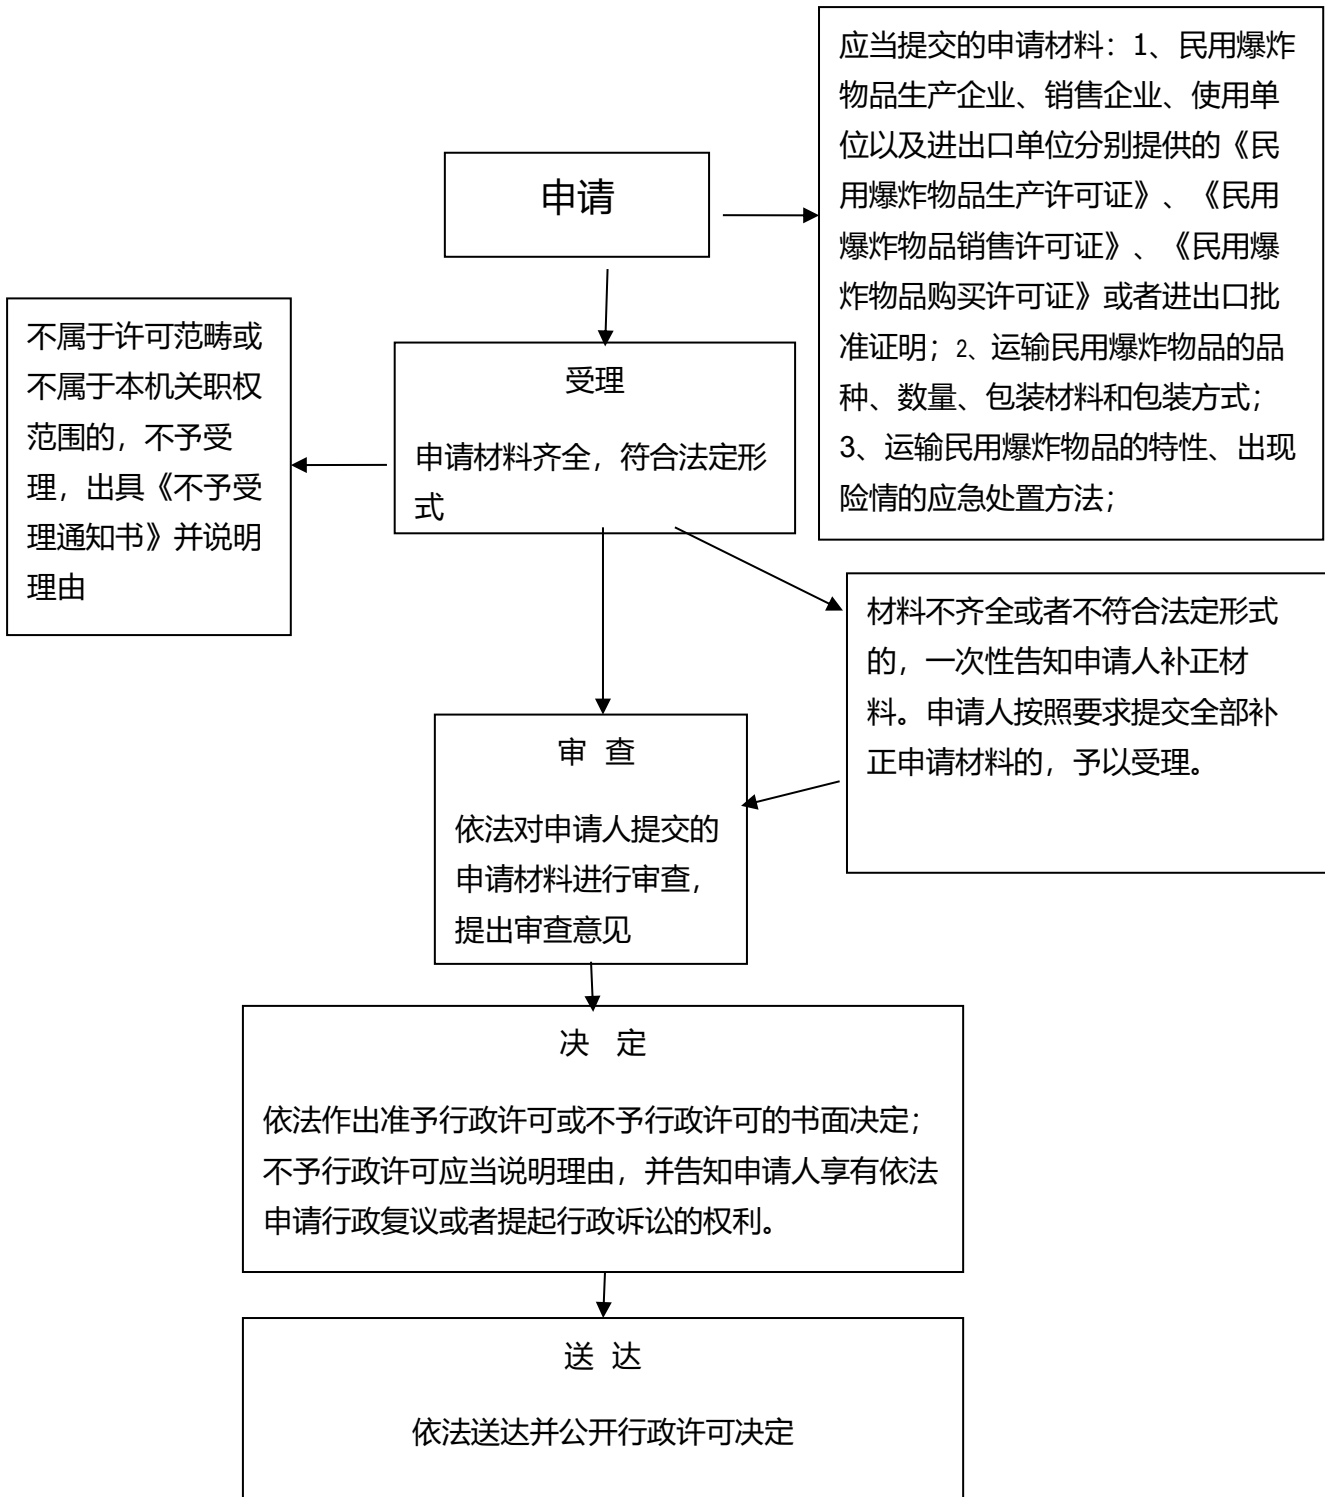 申请
应当提交的申请材料：1、民用爆炸
物品生产企业、销售企业、使用单
位以及进出口单位分别提供的《民
用爆炸物品生产许可证》、《民用
爆炸物品销售许可证》、《民用爆
炸物品购买许可证》或者进出口批
准证明；2、运输民用爆炸物品的品
种、数量、包装材料和包装方式；
3、运输民用爆炸物品的特性、出现
险情的应急处置方法；
不属于许可范畴或
不属于本机关职权
范围的，不予受
理，出具《不予受
理通知书》并说明
理由
受理
申请材料齐全，符合法定形
式
材料不齐全或者不符合法定形式
的，一次性告知申请人补正材
料。申请人按照要求提交全部补
正申请材料的，予以受理。
审 查
依法对申请人提交的
申请材料进行审查，
提出审查意见
决 定
依法作出准予行政许可或不予行政许可的书面决定；
不予行政许可应当说明理由，并告知申请人享有依法
申请行政复议或者提起行政诉讼的权利。
送 达
依法送达并公开行政许可决定